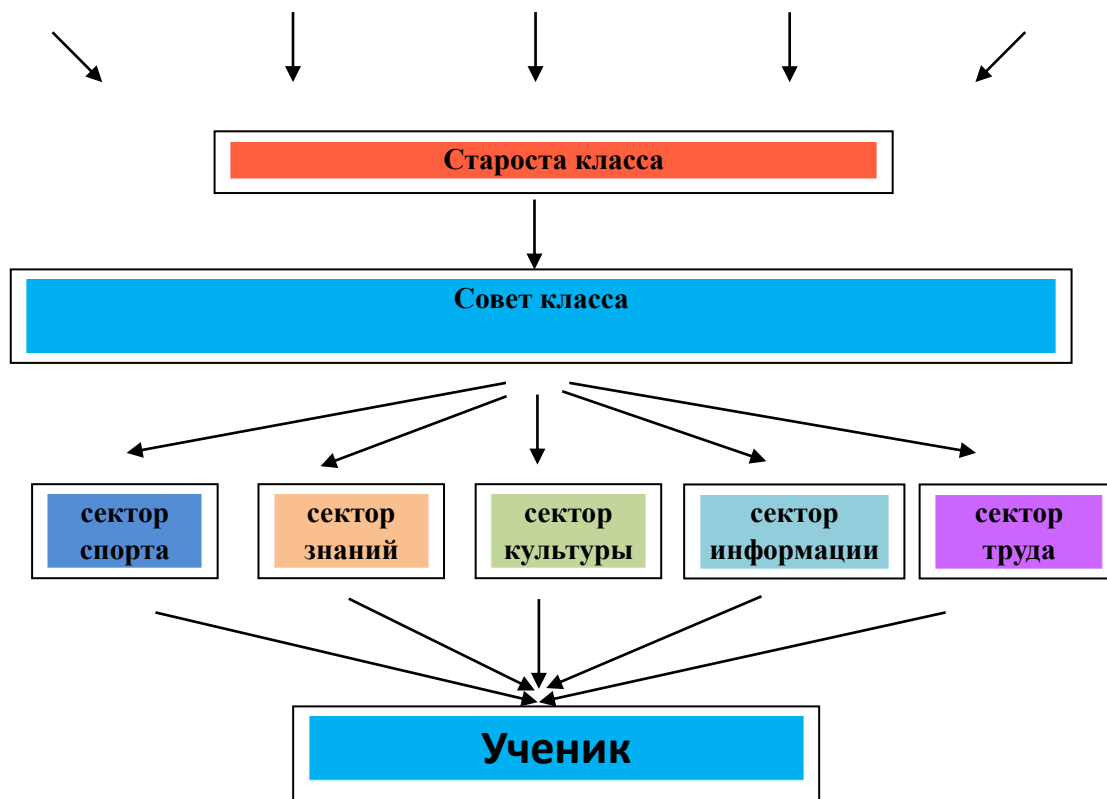 Староста класса
Совет класса
сектор
спорта
сектор
знаний
сектор
культуры
сектор
информации
сектор
труда
Ученик